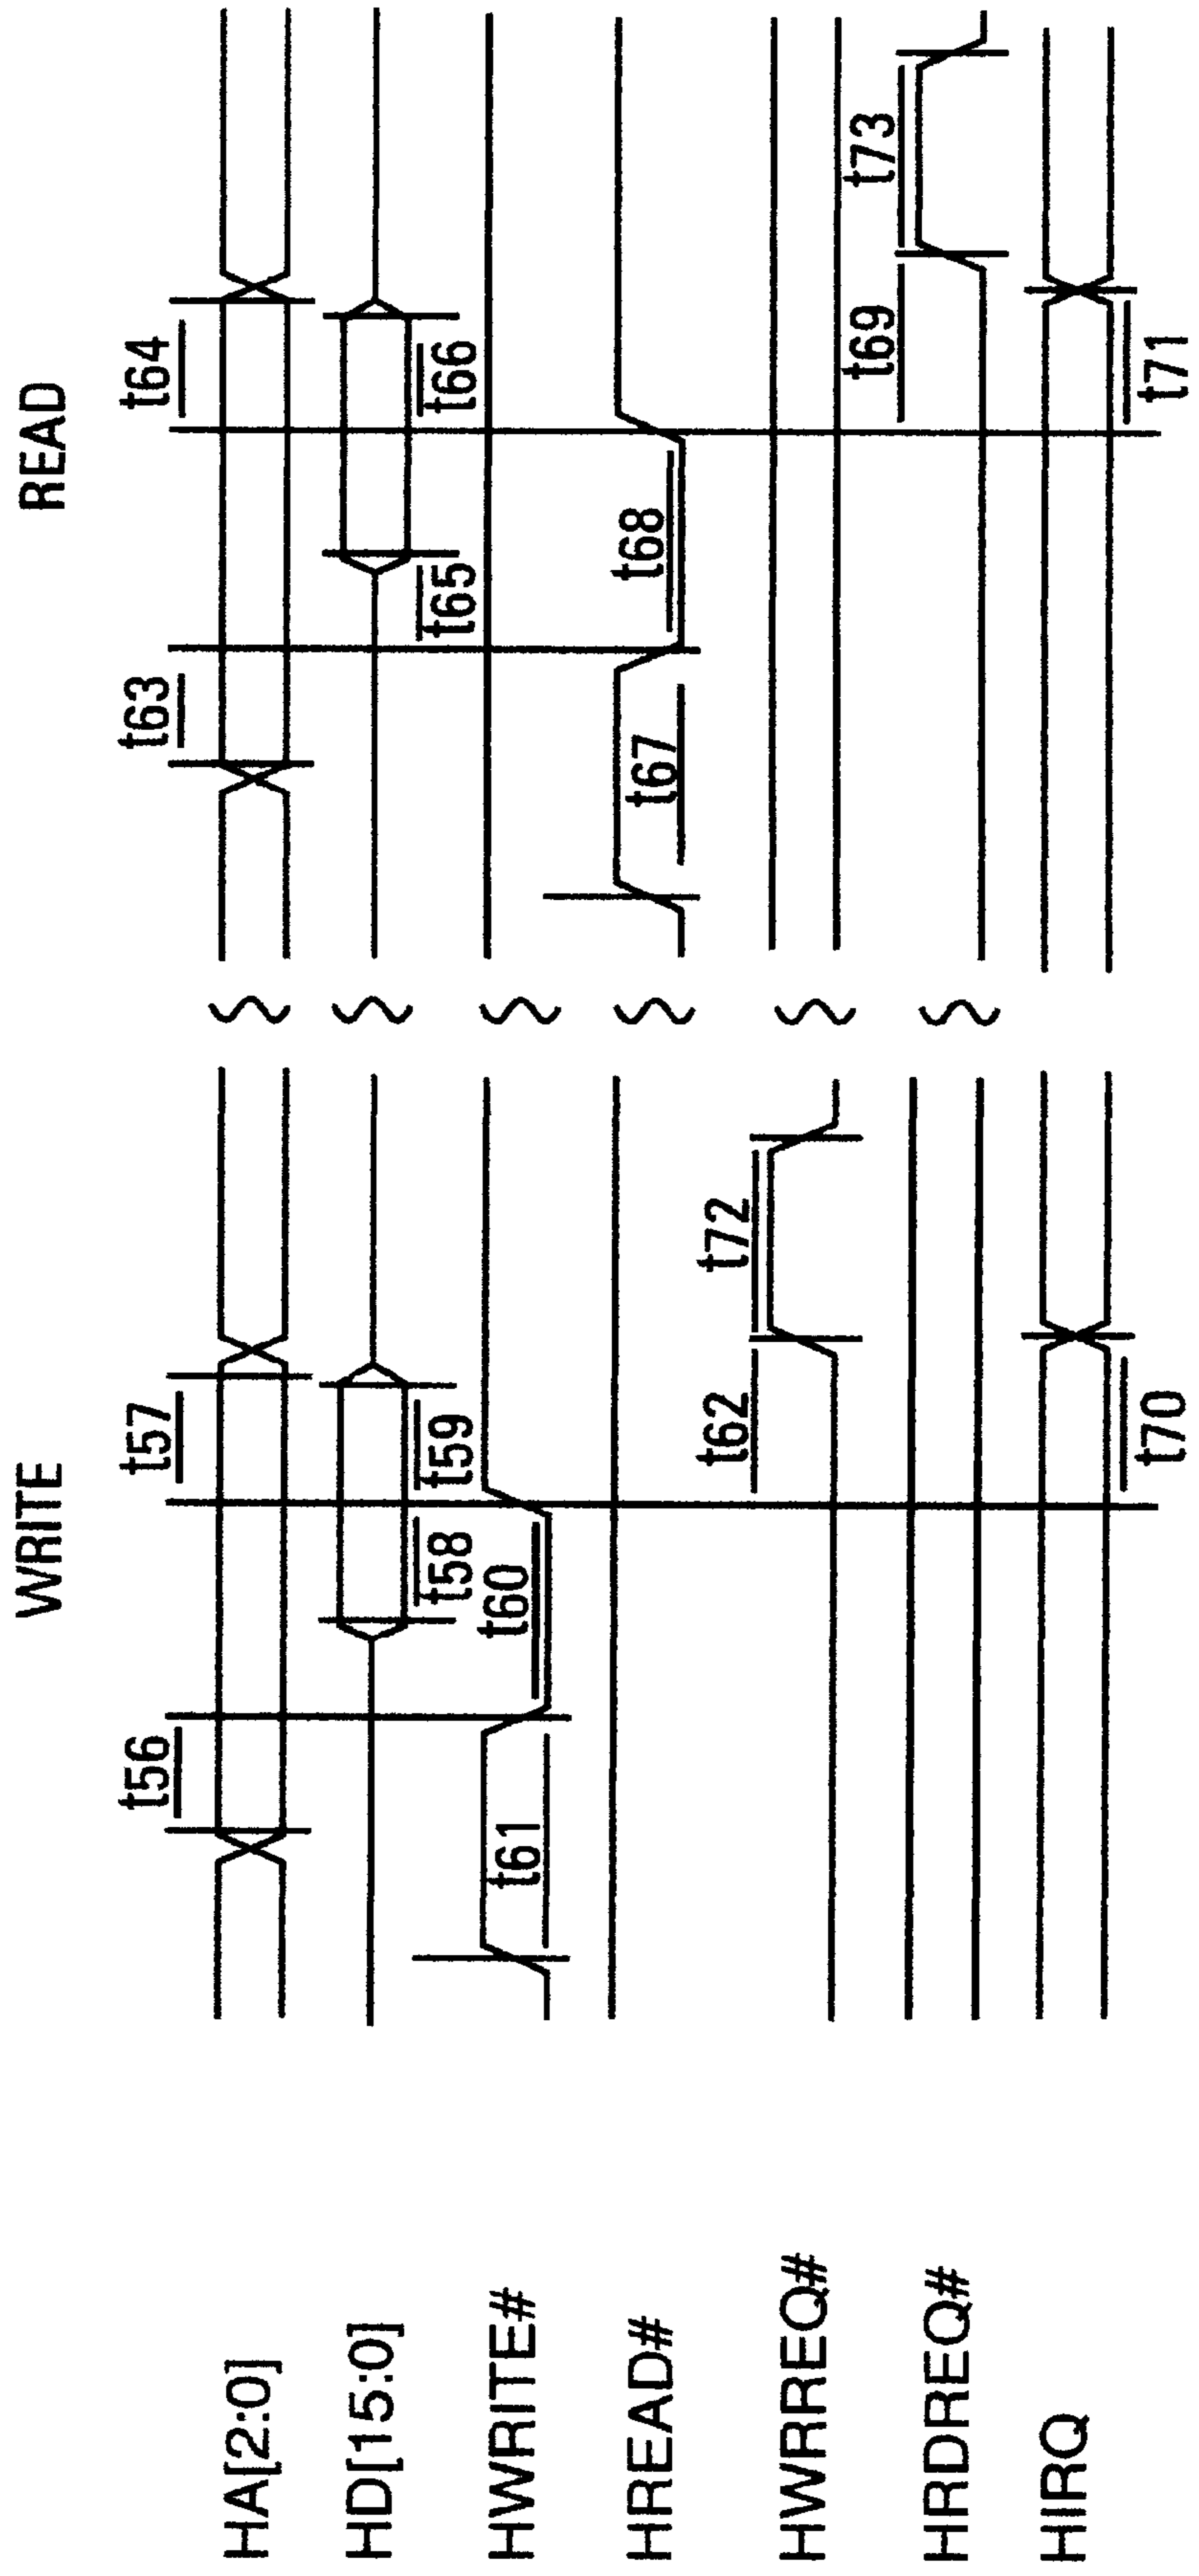 WRITE READ
t56 t57 t63 t64
HA[2:0]
HD[15:0]
t58 t59 t65 t66
HWRITE#
t61 t60
HREAD#
t67 t68
t62 t72
HWRREQ#
t69 t73
HRDREQ#
HIRQ
t70 t71